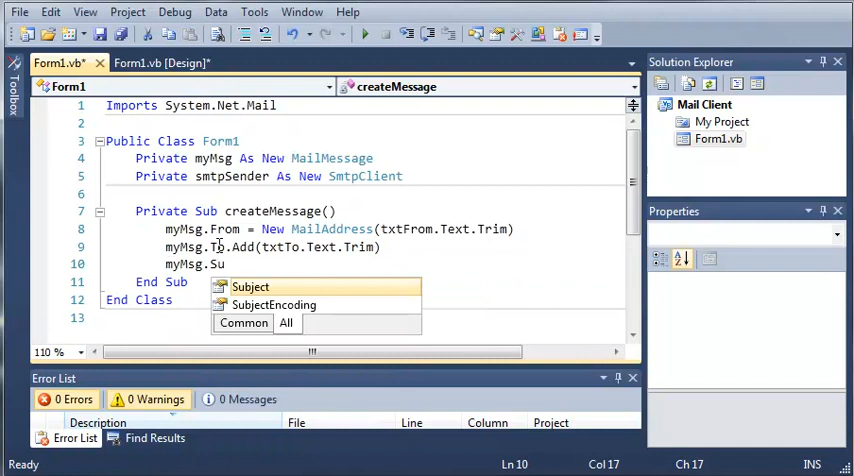 File Edit View Project Debug Data Tools Window Help
Form1.vb* Form1.vb [Design]*
Toolbox
Form1 createMessage
1 Imports System.Net.Mail
2
3 Public Class Form1
4 Private myMsg As New MailMessage
5 Private smtpSender As New SmtpClient
6
7 Private Sub createMessage()
8 myMsg.From = New MailAddress(txtFrom.Text.Trim)
9 myMsg.To.Add(txtTo.Text.Trim)
10 myMsg.Su
11 End Sub
12 End Class
13
Subject
SubjectEncoding
Common All
110 %
Solution Explorer
Mail Client
My Project
Form1.vb
Properties
Error List
0 Errors 0 Warnings 0 Messages
Description File Line Column Project
Error List Find Results
Ready Ln 10 Col 17 Ch 17